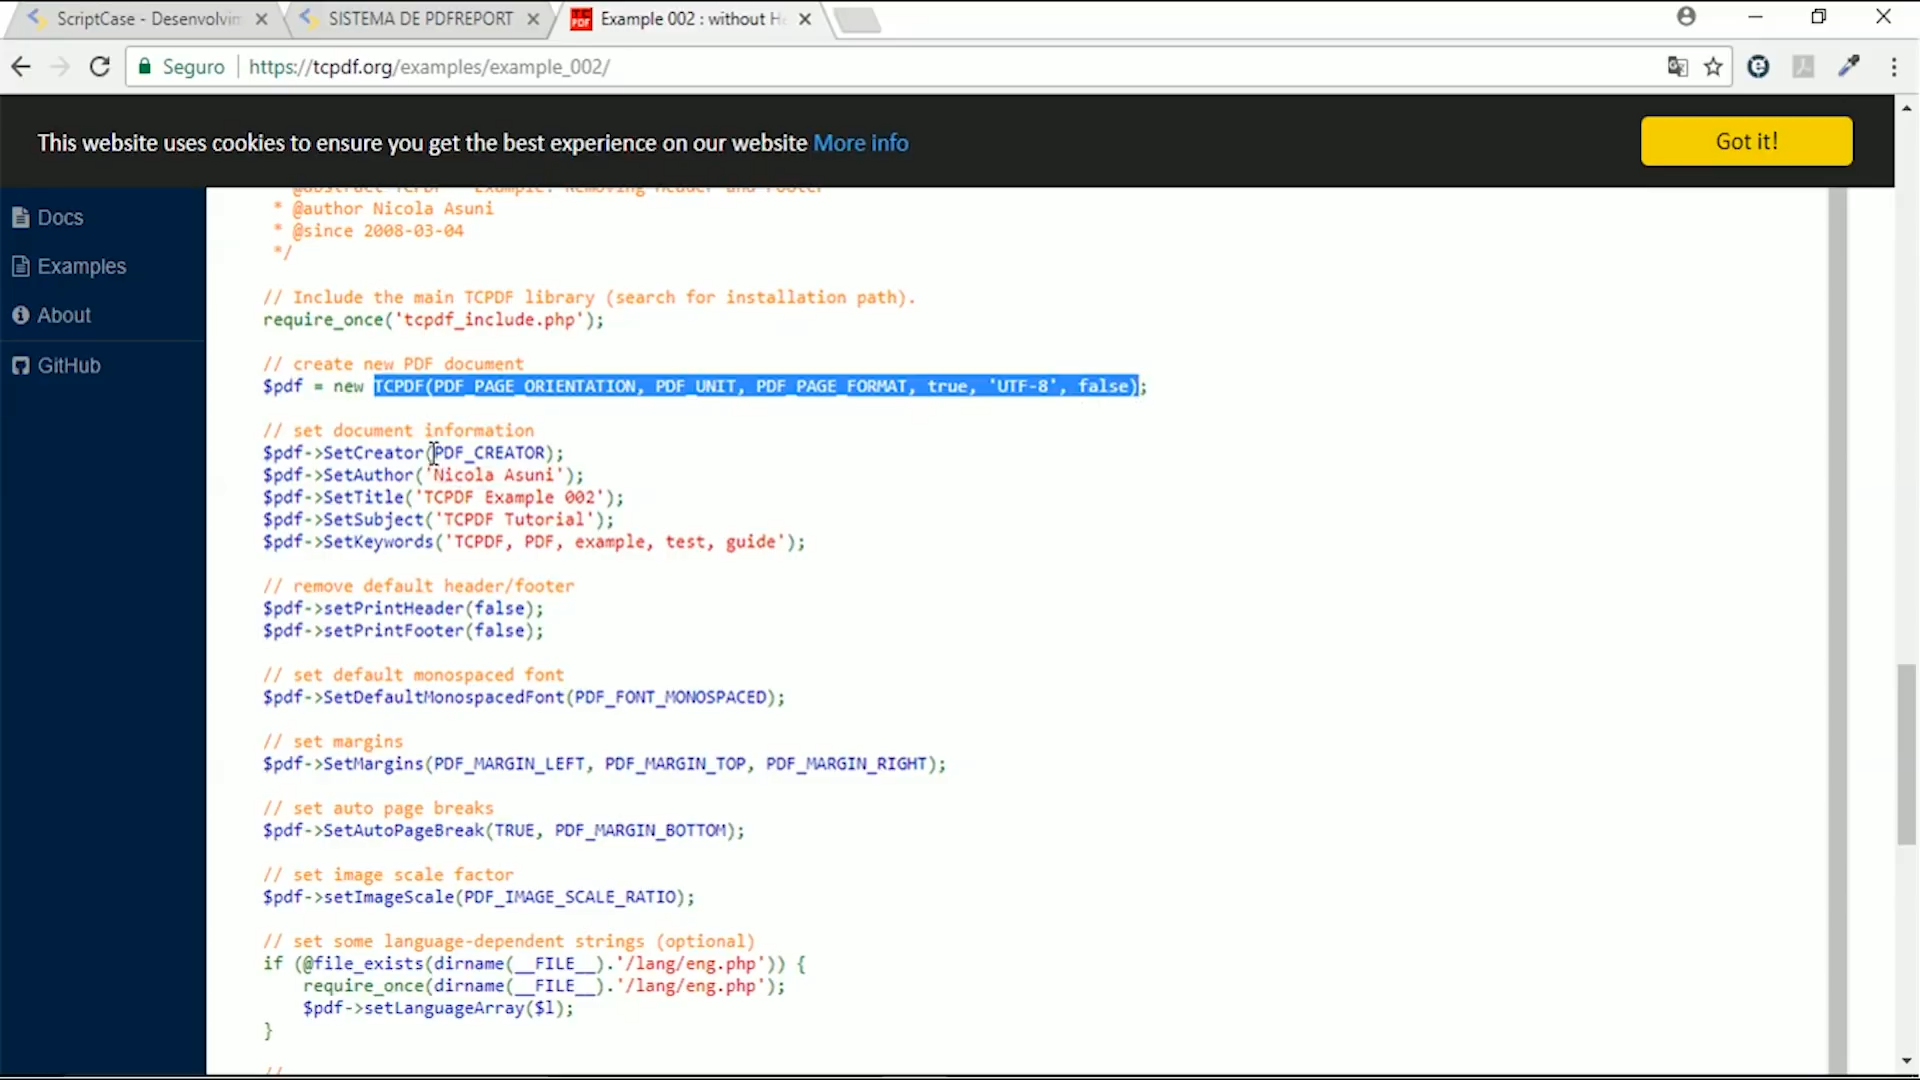 ScriptCase - Desenvolvim
SISTEMA DE PDFREPORT
Example 002 : without He
Seguro
https://tcpdf.org/examples/example_002/
This website uses cookies to ensure you get the best experience on our website More info
Got it!
Docs
Examples
About
GitHub
* @abstract TCPDF - Example: Removing Header and Footer
* @author Nicola Asuni
* @since 2008-03-04
*/
// Include the main TCPDF library (search for installation path).
require_once('tcpdf_include.php');
// create new PDF document
$pdf = new TCPDF(PDF_PAGE_ORIENTATION, PDF_UNIT, PDF_PAGE_FORMAT, true, 'UTF-8', false);
// set document information
$pdf->SetCreator(PDF_CREATOR);
$pdf->SetAuthor('Nicola Asuni');
$pdf->SetTitle('TCPDF Example 002');
$pdf->SetSubject('TCPDF Tutorial');
$pdf->SetKeywords('TCPDF, PDF, example, test, guide');
// remove default header/footer
$pdf->setPrintHeader(false);
$pdf->setPrintFooter(false);
// set default monospaced font
$pdf->SetDefaultMonospacedFont(PDF_FONT_MONOSPACED);
// set margins
$pdf->SetMargins(PDF_MARGIN_LEFT, PDF_MARGIN_TOP, PDF_MARGIN_RIGHT);
// set auto page breaks
$pdf->SetAutoPageBreak(TRUE, PDF_MARGIN_BOTTOM);
// set image scale factor
$pdf->setImageScale(PDF_IMAGE_SCALE_RATIO);
// set some language-dependent strings (optional)
if (@file_exists(dirname(__FILE__).'/lang/eng.php')) {
require_once(dirname(__FILE__).'/lang/eng.php');
$pdf->setLanguageArray($l);
}
//